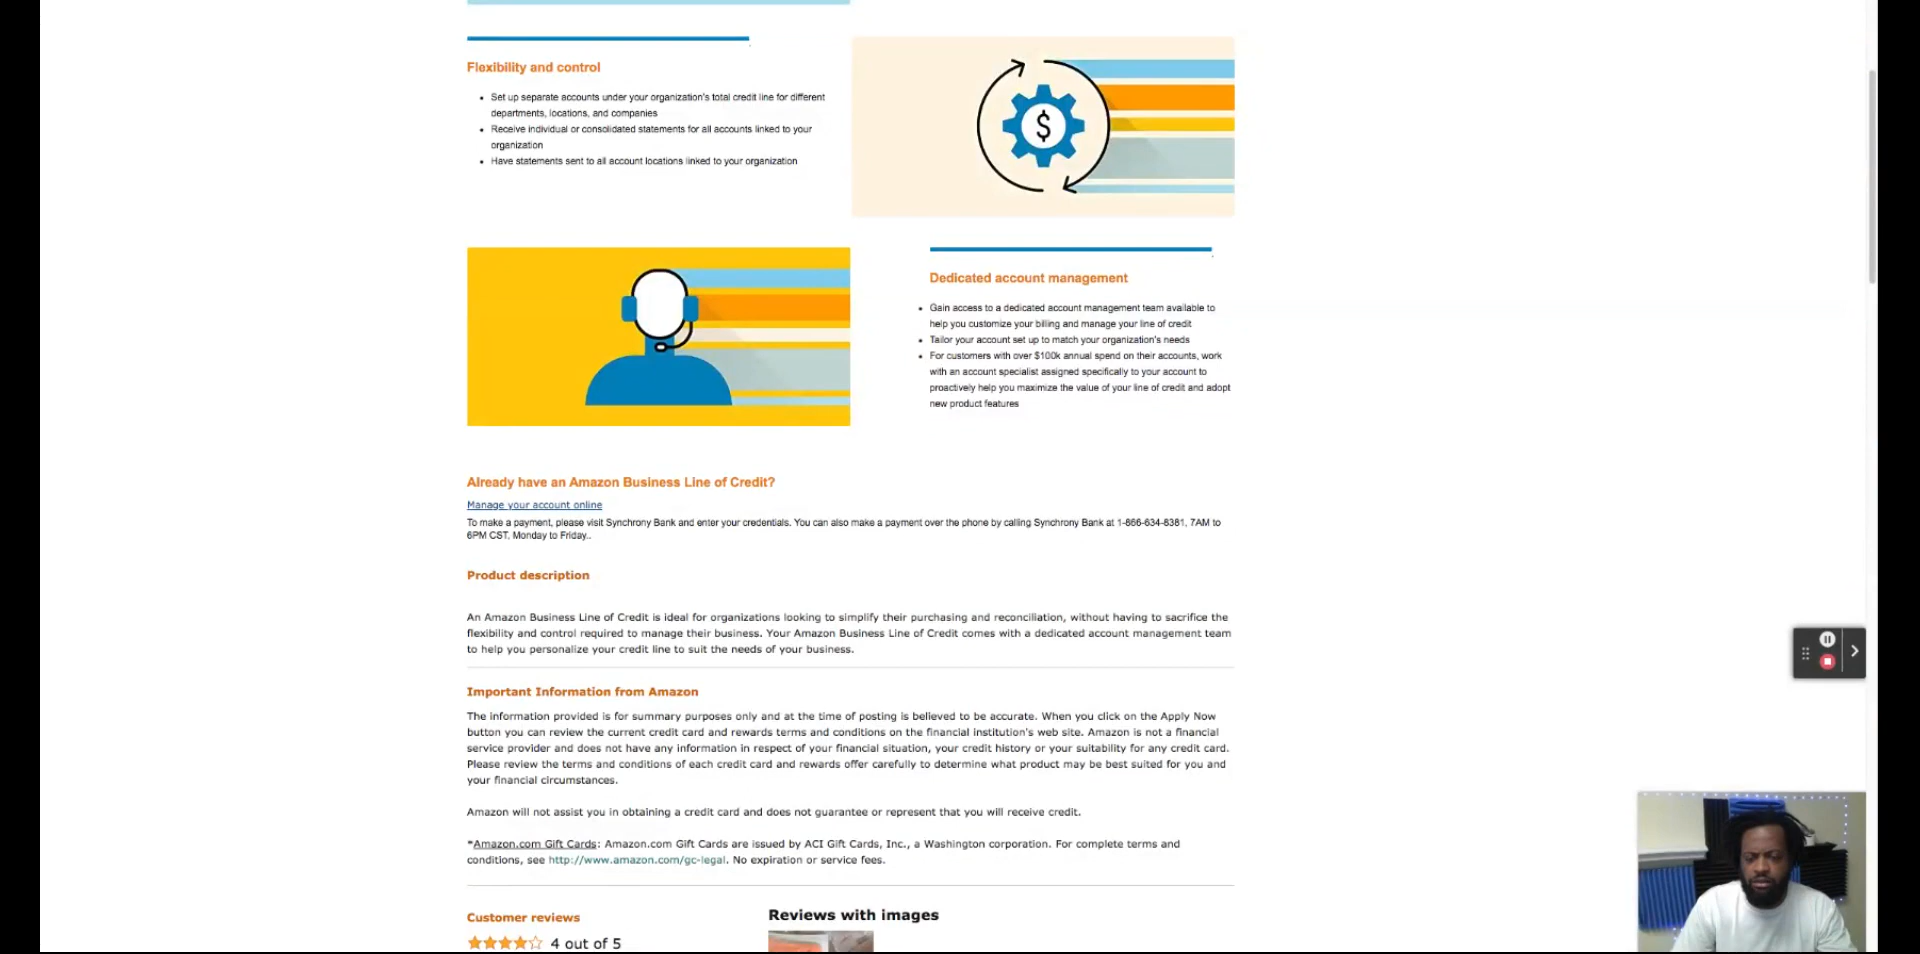 Flexibility and control
Set up separate accounts under your organization's total credit line for different
departments, locations, and companies
Receive individual or consolidated statements for all accounts linked to your
organization
Have statements sent to all account locations linked to your organization
$
Dedicated account management
Gain access to a dedicated account management team available to
help you customize your billing and manage your line of credit
Tailor your account set up to match your organization's needs
For customers with over $100k annual spend on their accounts, work
with an account specialist assigned specifically to your account to
proactively help you maximize the value of your line of credit and adopt
new product features
Already have an Amazon Business Line of Credit?
Manage your account online
To make a payment, please visit Synchrony Bank and enter your credentials. You can also make a payment over the phone by calling Synchrony Bank at 1-866-634-8381, 7AM to
6PM CST, Monday to Friday..
Product description
An Amazon Business Line of Credit is ideal for organizations looking to simplify their purchasing and reconciliation, without having to sacrifice the
flexibility and control required to manage their business. Your Amazon Business Line of Credit comes with a dedicated account management team
to help you personalize your credit line to suit the needs of your business.
Important Information from Amazon
The information provided is for summary purposes only and at the time of posting is believed to be accurate. When you click on the Apply Now
button you can review the current credit card and rewards terms and conditions on the financial institution's web site. Amazon is not a financial
service provider and does not have any information in respect of your financial situation, your credit history or your suitability for any credit card.
Please review the terms and conditions of each credit card and rewards offer carefully to determine what product may be best suited for you and
your financial circumstances.
Amazon will not assist you in obtaining a credit card and does not guarantee or represent that you will receive credit.
*Amazon.com Gift Cards: Amazon.com Gift Cards are issued by ACI Gift Cards, Inc., a Washington corporation. For complete terms and
conditions, see http://www.amazon.com/gc-legal. No expiration or service fees.
Customer reviews
Reviews with images
4 out of 5